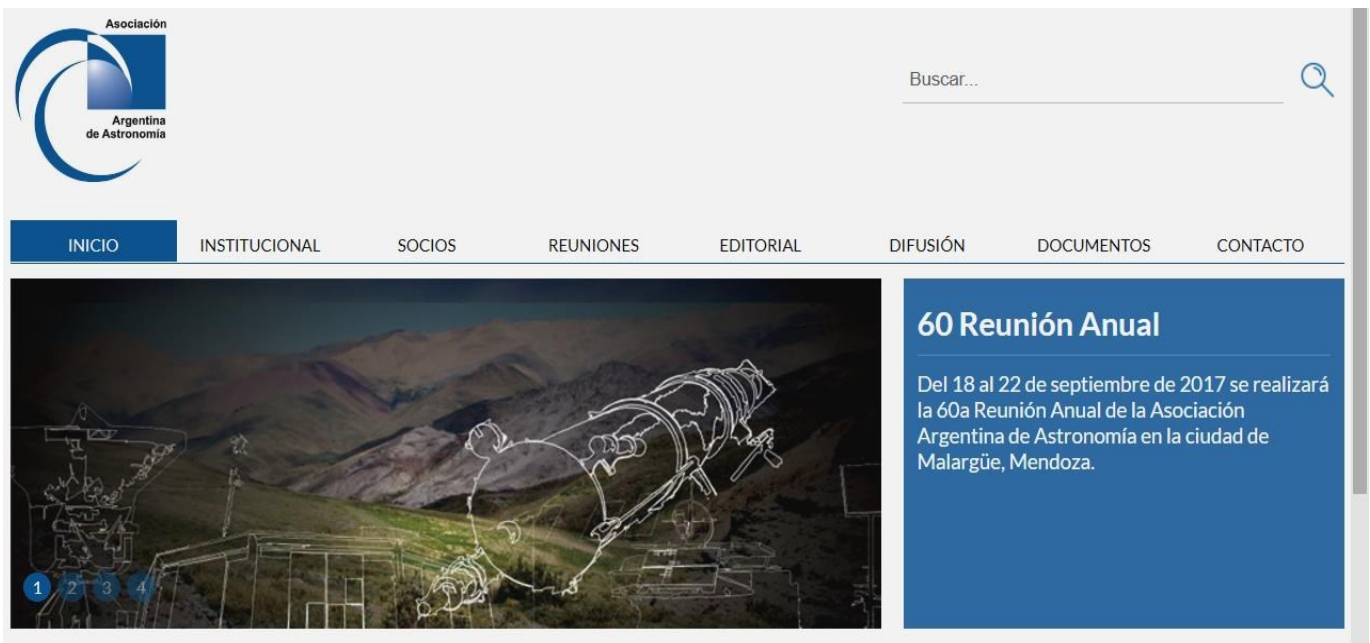 Asociación
Argentina
de Astronomía
Buscar...
INICIO INSTITUCIONAL SOCIOS REUNIONES EDITORIAL DIFUSIÓN DOCUMENTOS CONTACTO
60 Reunión Anual
Del 18 al 22 de septiembre de 2017 se realizará
la 60a Reunión Anual de la Asociación
Argentina de Astronomía en la ciudad de
Malargüe, Mendoza.
1 2 3 4